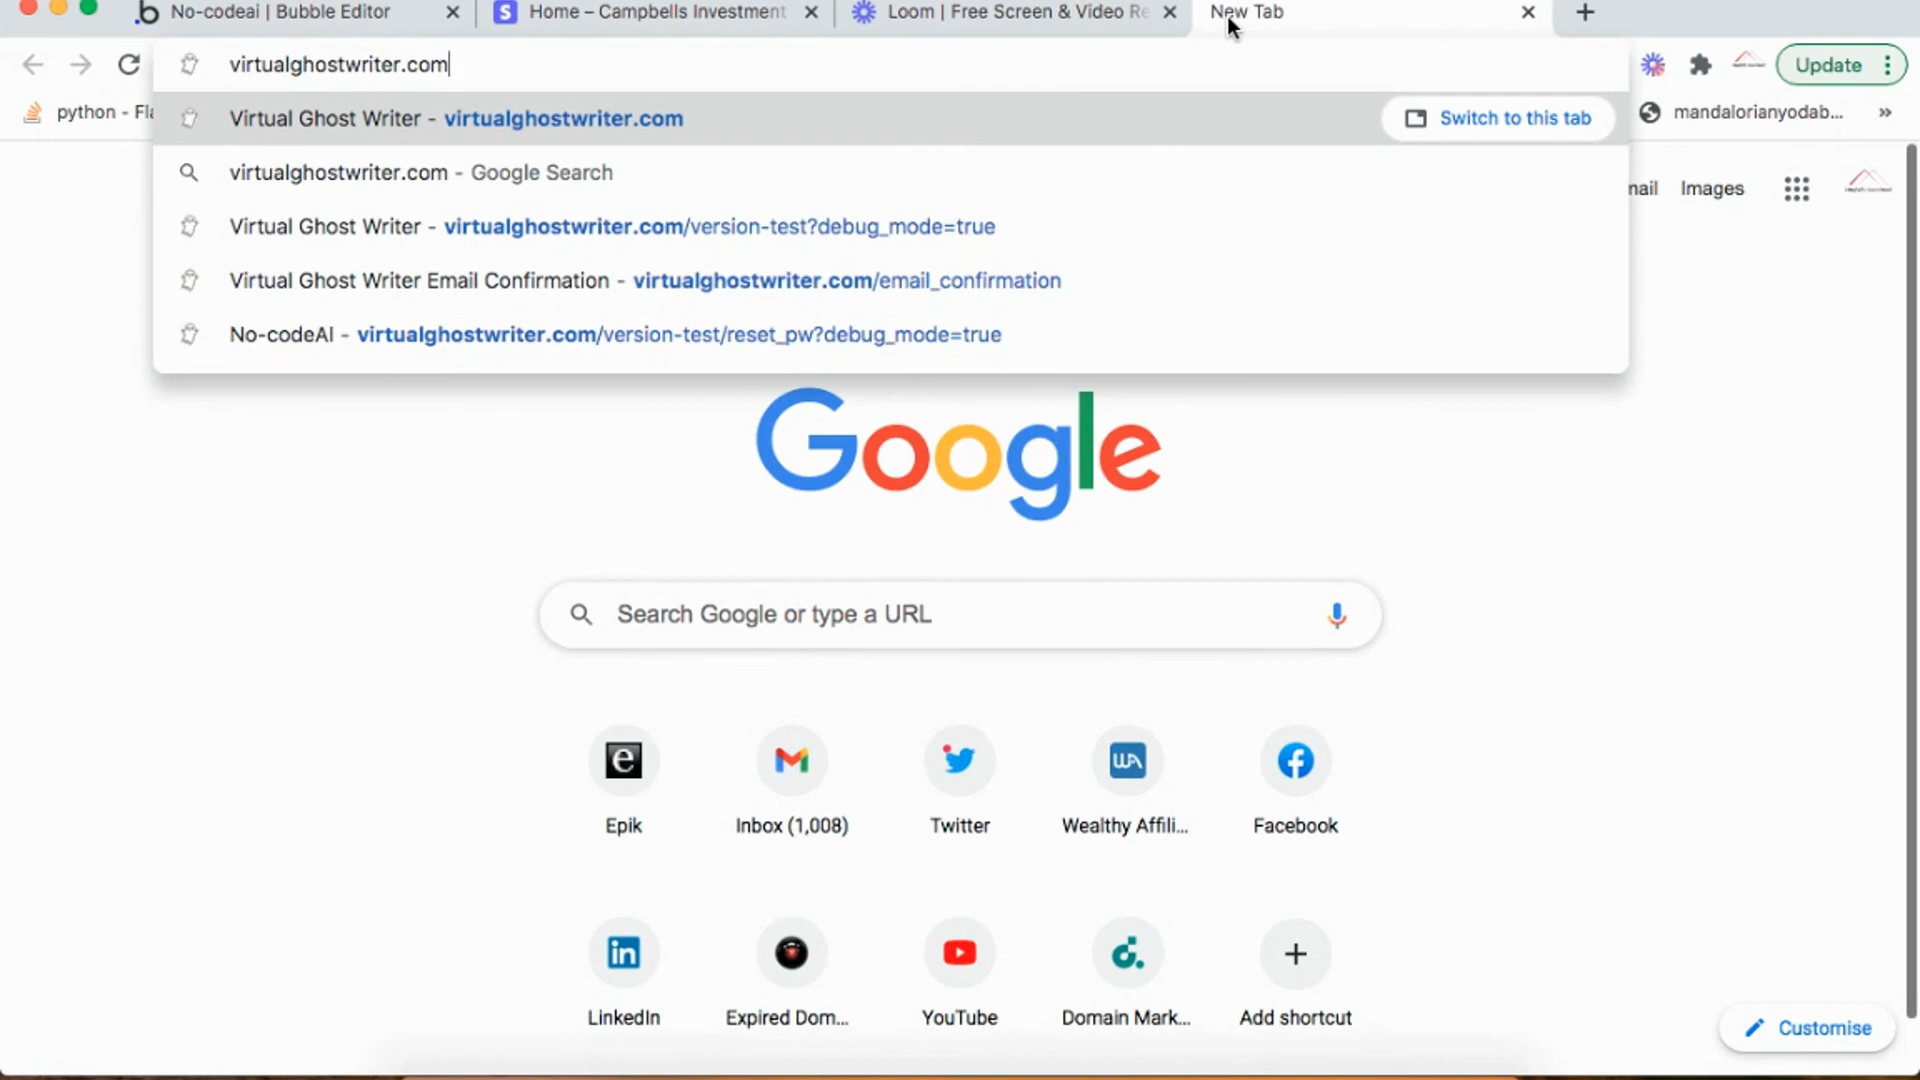 No-codeai | Bubble Editor
Home – Campbells Investment
Loom | Free Screen & Video Re
New Tab
virtualghostwriter.com
Update
python - Fla
Virtual Ghost Writer - virtualghostwriter.com
Switch to this tab
mandalorianyodab...
virtualghostwriter.com - Google Search
mail
Images
Virtual Ghost Writer - virtualghostwriter.com/version-test?debug_mode=true
Virtual Ghost Writer Email Confirmation - virtualghostwriter.com/email_confirmation
No-codeAI - virtualghostwriter.com/version-test/reset_pw?debug_mode=true
Google
Search Google or type a URL
Epik
Inbox (1,008)
Twitter
Wealthy Affili...
Facebook
LinkedIn
Expired Dom...
YouTube
Domain Mark...
Add shortcut
Customise